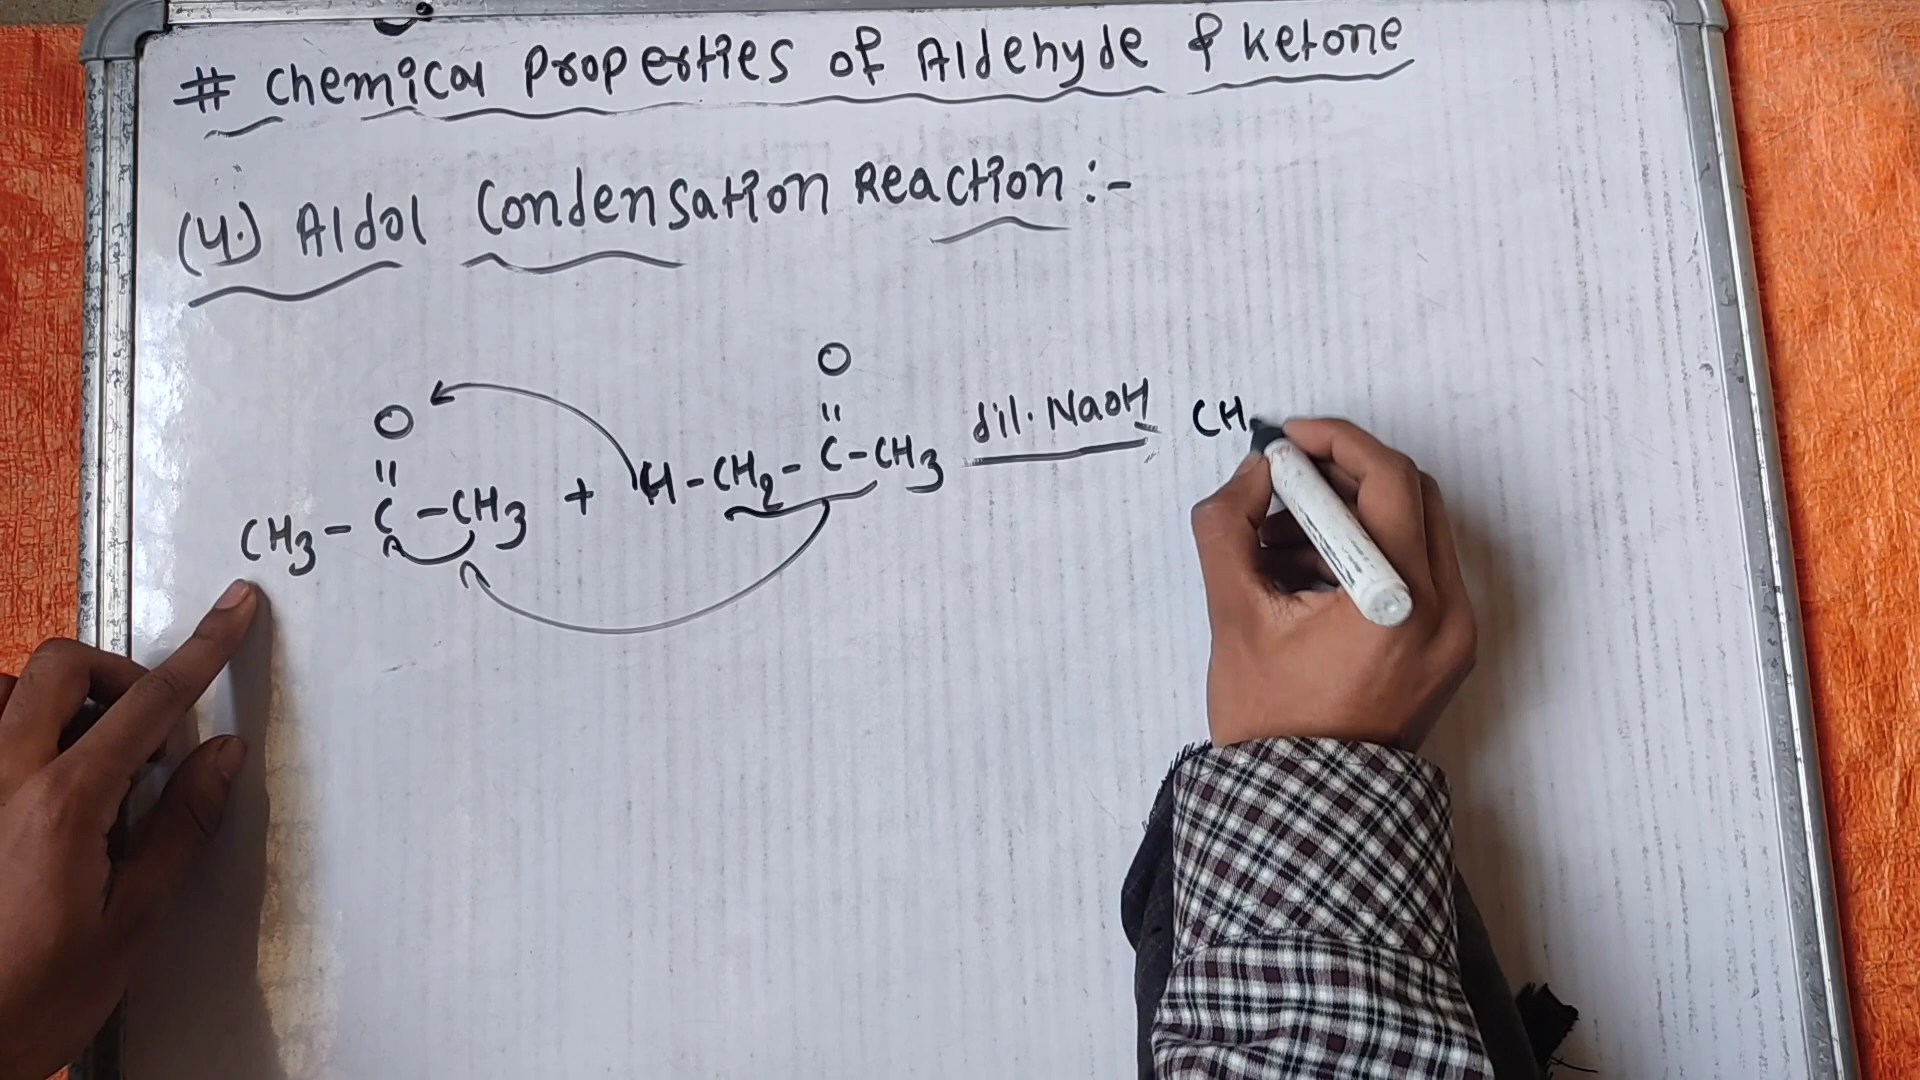 # Chemical Properties of Aldehyde & Ketone
(4.) Aldol Condensation Reaction :-
O
O
||
||
CH3 - C - CH3 + H - CH2 - C - CH3 dil. NaOH CH